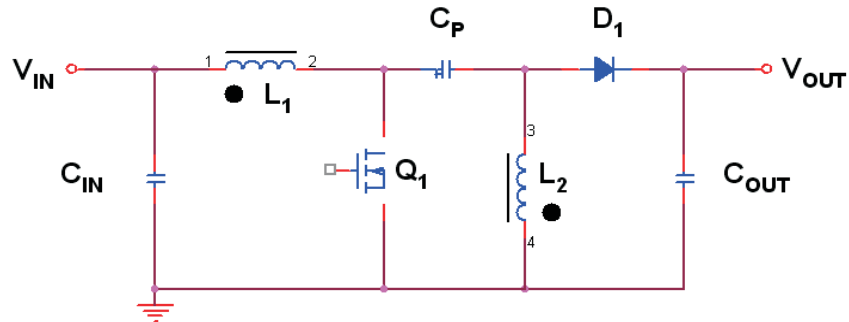 C_P
D_1
V_IN
1
2
L_1
V_OUT
3
C_IN
Q_1
L_2
C_OUT
4